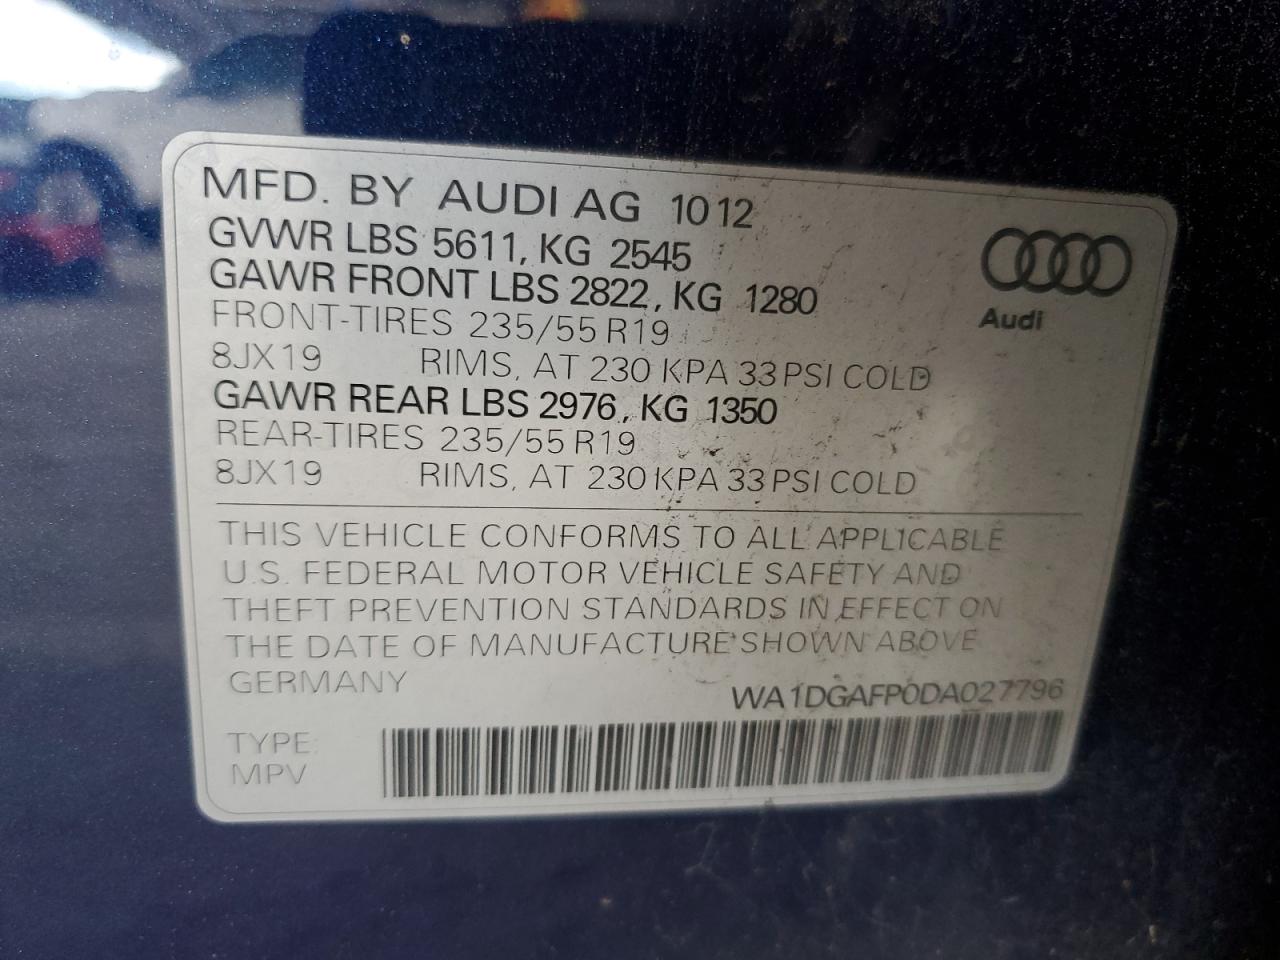 MFD. BY AUDI AG 10 12
GVWR LBS 5611, KG 2545
GAWR FRONT LBS 2822, KG 1280
FRONT-TIRES 235/55 R19
8JX19 RIMS, AT 230 KPA 33 PSI COLD
GAWR REAR LBS 2976, KG 1350
REAR-TIRES 235/55 R19
8JX19 RIMS, AT 230 KPA 33 PSI COLD
Audi
THIS VEHICLE CONFORMS TO ALL APPLICABLE
U.S. FEDERAL MOTOR VEHICLE SAFETY AND
THEFT PREVENTION STANDARDS IN EFFECT ON
THE DATE OF MANUFACTURE SHOWN ABOVE
GERMANY
WA1DGAFP0DA027796
TYPE:
MPV